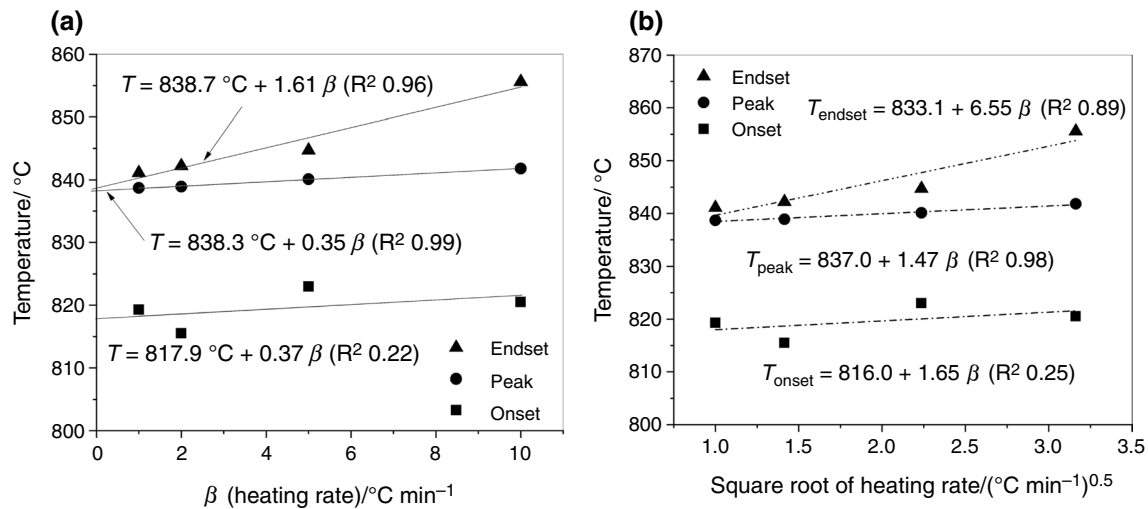 (a)
860
850
840
830
820
810
800
0
2
4
6
8
10
Temperature/ °C
β (heating rate)/°C min⁻¹
T = 838.7 °C + 1.61 β (R² 0.96)
T = 838.3 °C + 0.35 β (R² 0.99)
T = 817.9 °C + 0.37 β (R² 0.22)
Endset
Peak
Onset
(b)
870
860
850
840
830
820
810
800
1.0
1.5
2.0
2.5
3.0
3.5
Temperature/ °C
Square root of heating rate/(°C min⁻¹)⁰·⁵
Endset
Peak
Onset
Tendset = 833.1 + 6.55 β (R² 0.89)
Tpeak = 837.0 + 1.47 β (R² 0.98)
Tonset = 816.0 + 1.65 β (R² 0.25)